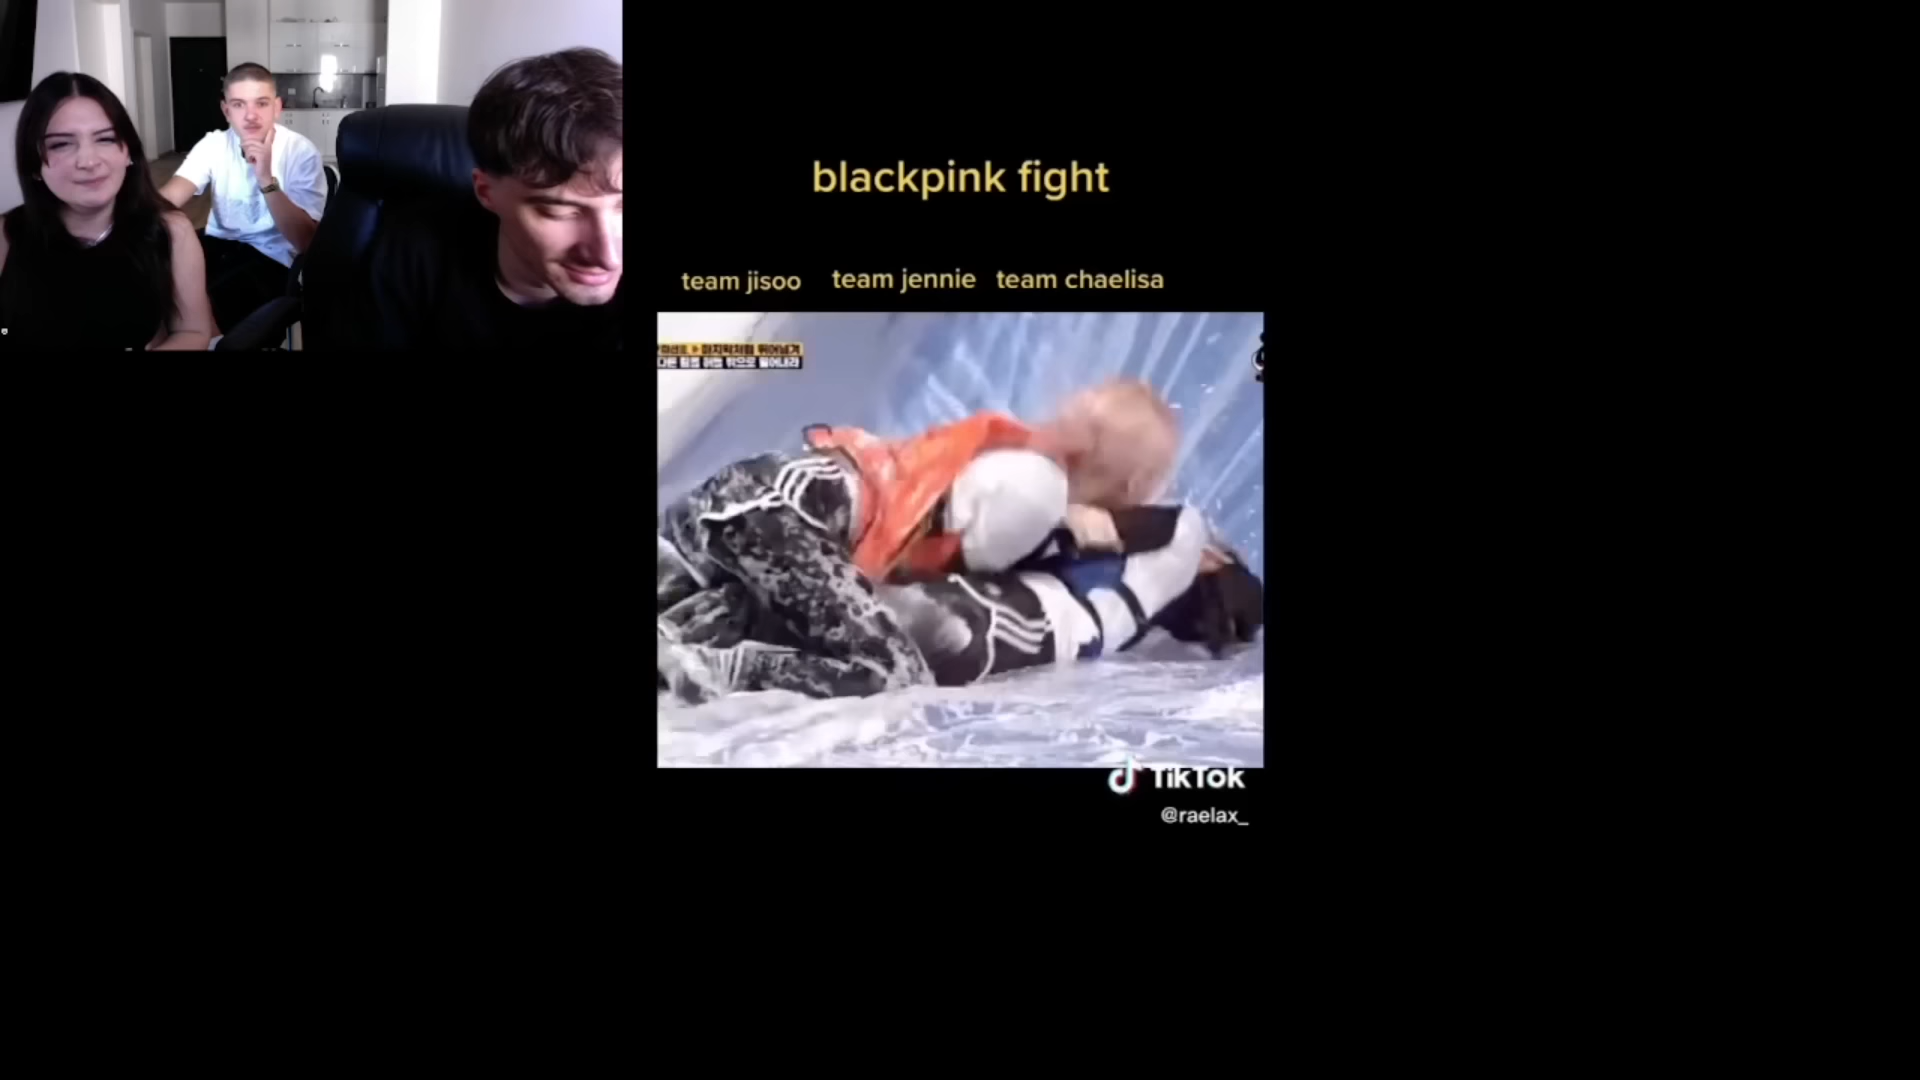 blackpink fight
team jisoo team jennie team chaelisa
TikTok
@raelax_